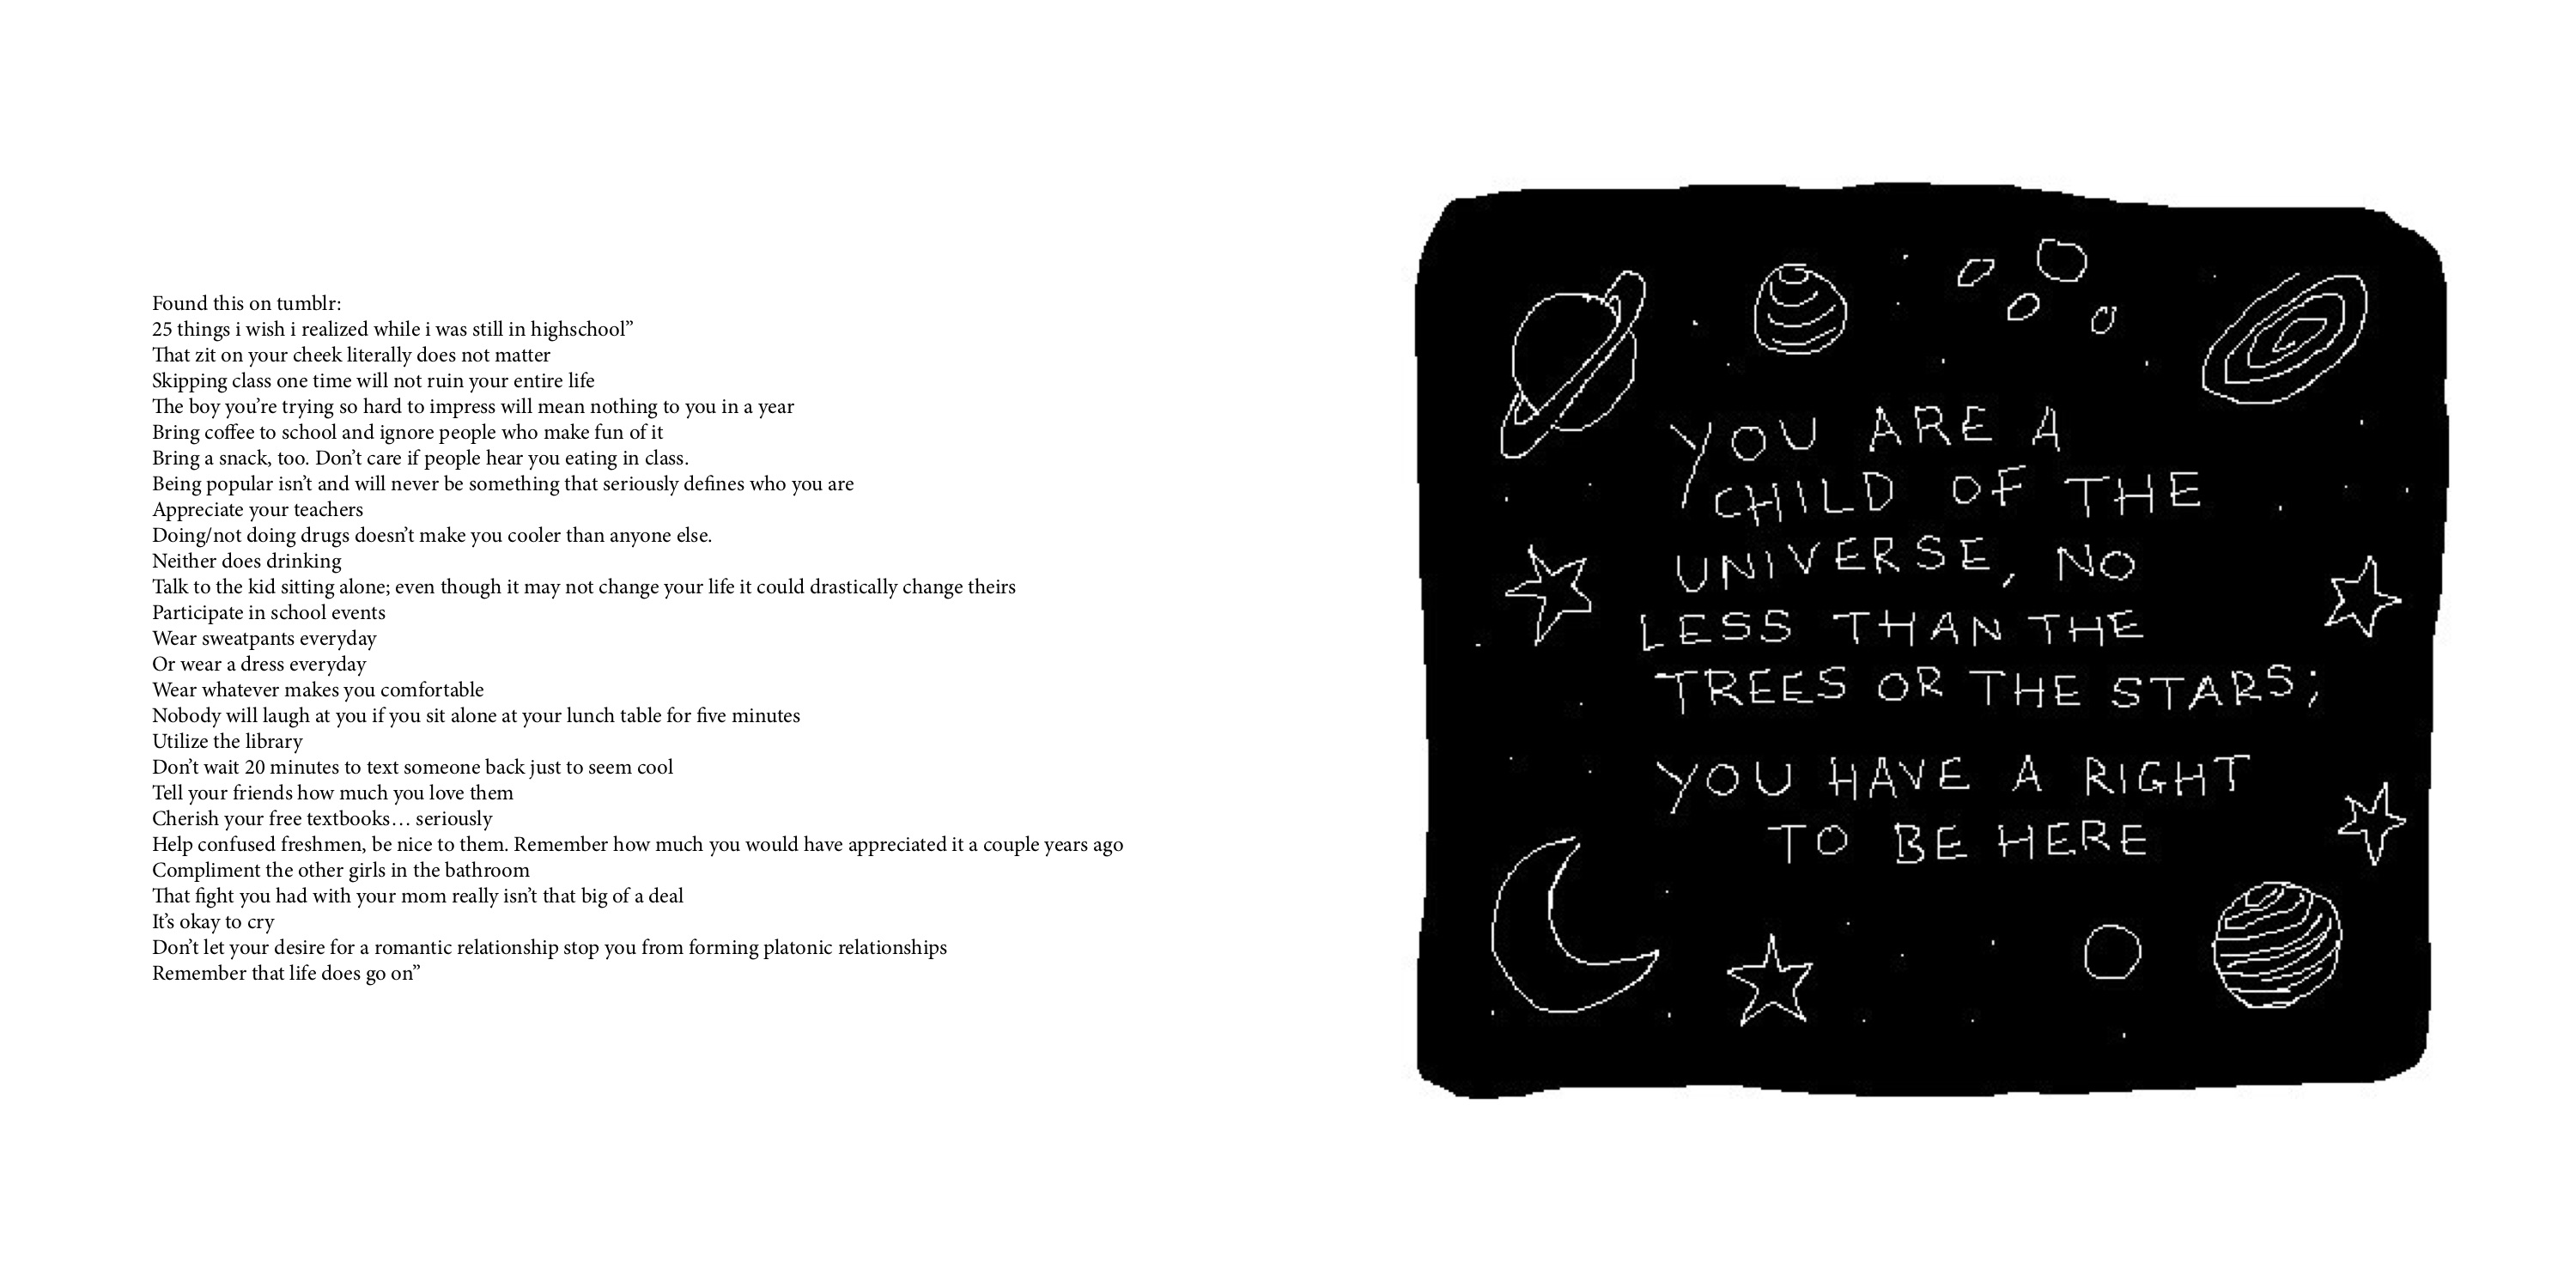 Found this on tumblr:
25 things i wish i realized while i was still in highschool”
That zit on your cheek literally does not matter
Skipping class one time will not ruin your entire life
The boy you’re trying so hard to impress will mean nothing to you in a year
Bring coffee to school and ignore people who make fun of it
Bring a snack, too. Don’t care if people hear you eating in class.
Being popular isn’t and will never be something that seriously defines who you are
Appreciate your teachers
Doing/not doing drugs doesn’t make you cooler than anyone else.
Neither does drinking
Talk to the kid sitting alone; even though it may not change your life it could drastically change theirs
Participate in school events
Wear sweatpants everyday
Or wear a dress everyday
Wear whatever makes you comfortable
Nobody will laugh at you if you sit alone at your lunch table for five minutes
Utilize the library
Don’t wait 20 minutes to text someone back just to seem cool
Tell your friends how much you love them
Cherish your free textbooks… seriously
Help confused freshmen, be nice to them. Remember how much you would have appreciated it a couple years ago
Compliment the other girls in the bathroom
That fight you had with your mom really isn’t that big of a deal
It’s okay to cry
Don’t let your desire for a romantic relationship stop you from forming platonic relationships
Remember that life does go on”
YOU ARE A
CHILD OF THE
UNIVERSE, NO
LESS THAN THE
TREES OR THE STARS;
YOU HAVE A RIGHT
TO BE HERE